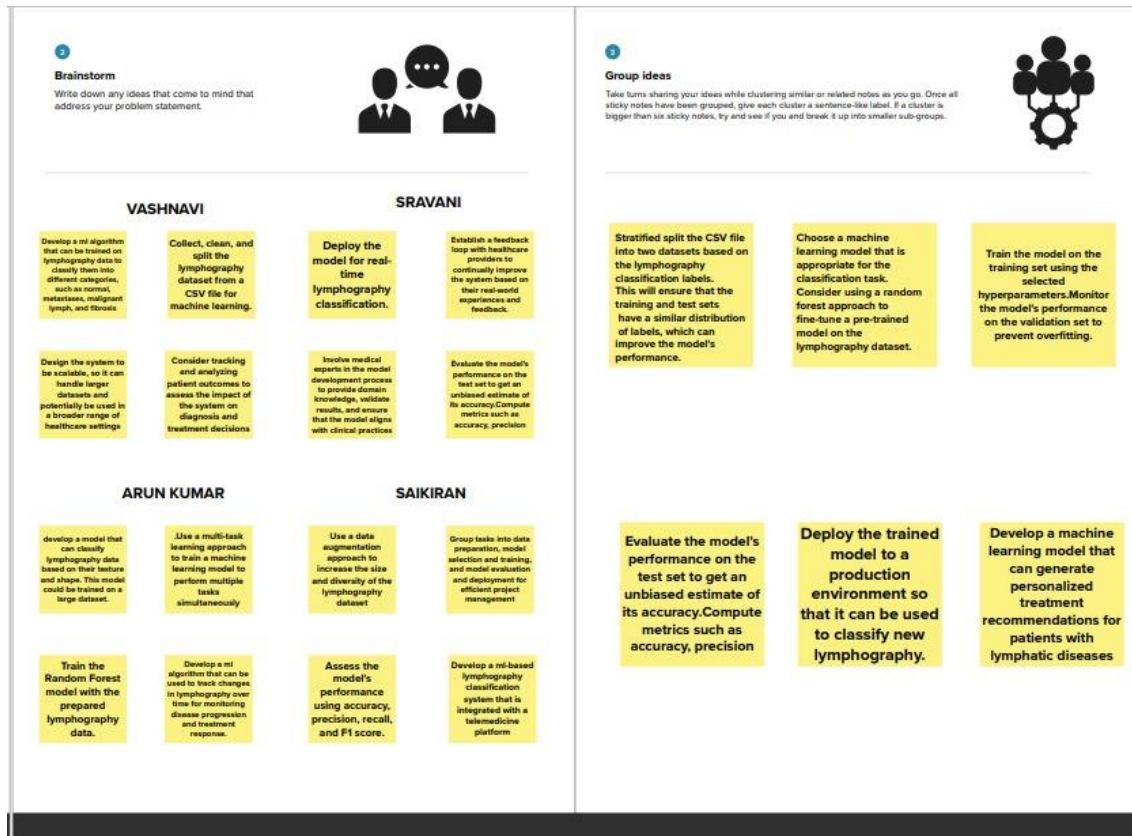 2
Brainstorm
Write down any ideas that come to mind that
address your problem statement.
VASHNAVI
Develop a ml algorithm
that can be trained on
lymphography data to
classify them into
different categories,
such as normal,
metastases, malignant
lymph, and fibrosis
Collect, clean, and
split the
lymphography
dataset from a
CSV file for
machine learning.
Design the system to
be scalable, so it can
handle larger
datasets and
potentially be used in
a broader range of
healthcare settings
Consider tracking
and analyzing
patient outcomes to
assess the impact of
the system on
diagnosis and
treatment decisions
SRAVANI
Deploy the
model for real-
time
lymphography
classification.
Establish a feedback
loop with healthcare
providers to
continually improve
the system based on
their real-world
experiences and
feedback.
Involve medical
experts in the model
development process
to provide domain
knowledge, validate
results, and ensure
that the model aligns
with clinical practices
Evaluate the model's
performance on the
test set to get an
unbiased estimate of
its accuracy.Compute
metrics such as
accuracy, precision
ARUN KUMAR
develop a model that
can classify
lymphography data
based on their texture
and shape. This model
could be trained on a
large dataset.
.Use a multi-task
learning approach
to train a machine
learning model to
perform multiple
tasks
simultaneously
Train the
Random Forest
model with the
prepared
lymphography
data.
Develop a ml
algorithm that can be
used to track changes
in lymphography over
time for monitoring
disease progression
and treatment
response.
SAIKIRAN
Use a data
augmentation
approach to
increase the size
and diversity of the
lymphography
dataset
Group tasks into data
preparation, model
selection and training,
and model evaluation
and deployment for
efficient project
management
Assess the
model's
performance
using accuracy,
precision, recall,
and F1 score.
Develop a ml-based
lymphography
classification
system that is
integrated with a
telemedicine
platform
3
Group ideas
Take turns sharing your ideas while clustering similar or related notes as you go. Once all
sticky notes have been grouped, give each cluster a sentence-like label. If a cluster is
bigger than six sticky notes, try and see if you and break it up into smaller sub-groups.
Stratified split the CSV file
into two datasets based on
the lymphography
classification labels.
This will ensure that the
training and test sets
have a similar distribution
of labels, which can
improve the model's
performance.
Choose a machine
learning model that is
appropriate for the
classification task.
Consider using a random
forest approach to
fine-tune a pre-trained
model on the
lymphography dataset.
Train the model on the
training set using the
selected
hyperparameters.Monitor
the model's performance
on the validation set to
prevent overfitting.
Evaluate the model's
performance on the
test set to get an
unbiased estimate of
its accuracy.Compute
metrics such as
accuracy, precision
Deploy the trained
model to a
production
environment so
that it can be used
to classify new
lymphography.
Develop a machine
learning model that
can generate
personalized
treatment
recommendations for
patients with
lymphatic diseases